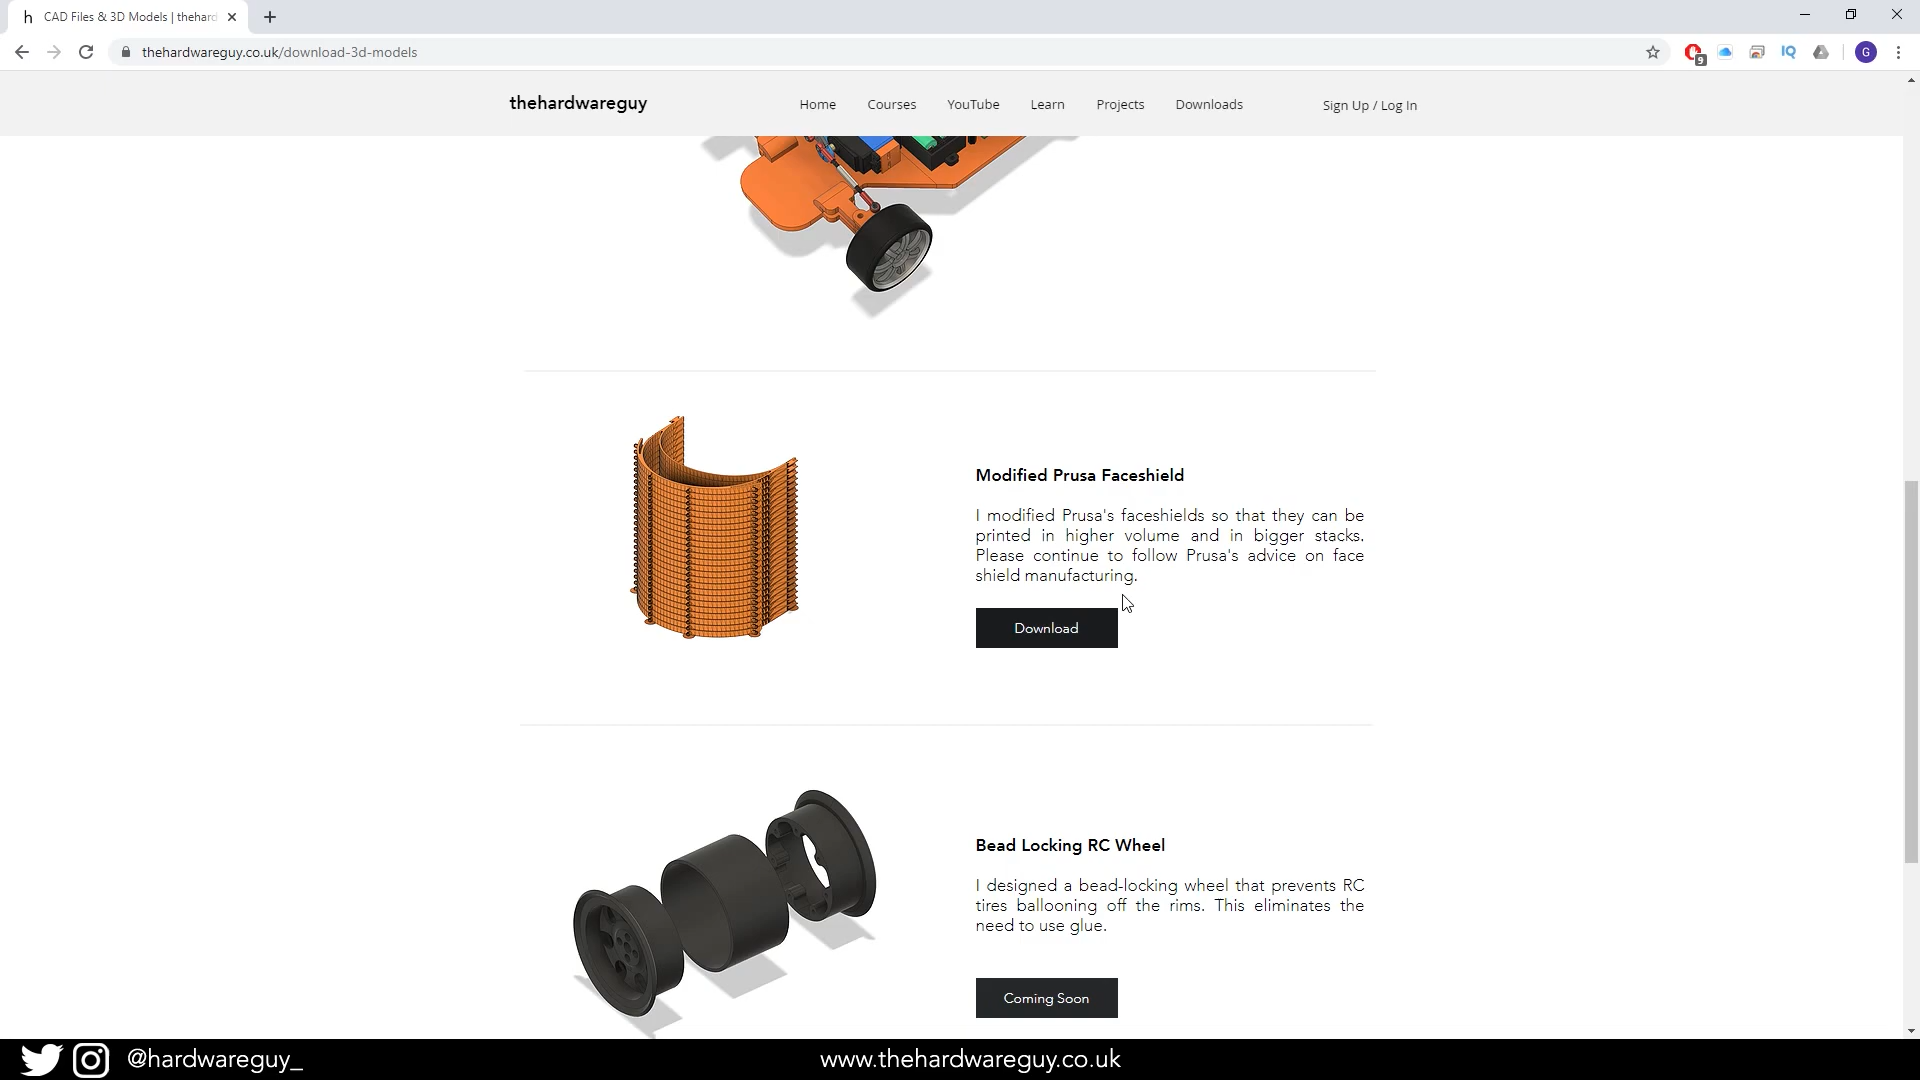 h CAD Files & 3D Models | thehard
thehardwareguy.co.uk/download-3d-models
9
IQ
G
thehardwareguy
Home Courses YouTube Learn Projects Downloads Sign Up / Log In
Modified Prusa Faceshield
I modified Prusa's faceshields so that they can be
printed in higher volume and in bigger stacks.
Please continue to follow Prusa's advice on face
shield manufacturing.
Download
Bead Locking RC Wheel
I designed a bead-locking wheel that prevents RC
tires ballooning off the rims. This eliminates the
need to use glue.
Coming Soon
@hardwareguy_
www.thehardwareguy.co.uk